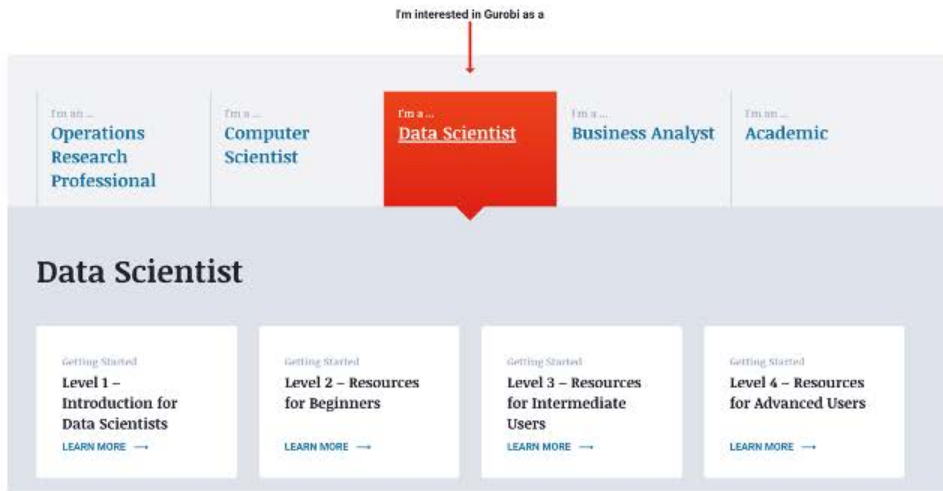 I'm interested in Gurobi as a
I'm an ...
Operations
Research
Professional
I'm a ...
Computer
Scientist
I'm a ...
Data Scientist
I'm a ...
Business Analyst
I'm an ...
Academic
Data Scientist
Getting Started
Level 1 –
Introduction for
Data Scientists
LEARN MORE ⟶
Getting Started
Level 2 – Resources
for Beginners
LEARN MORE ⟶
Getting Started
Level 3 – Resources
for Intermediate
Users
LEARN MORE ⟶
Getting Started
Level 4 – Resources
for Advanced Users
LEARN MORE ⟶